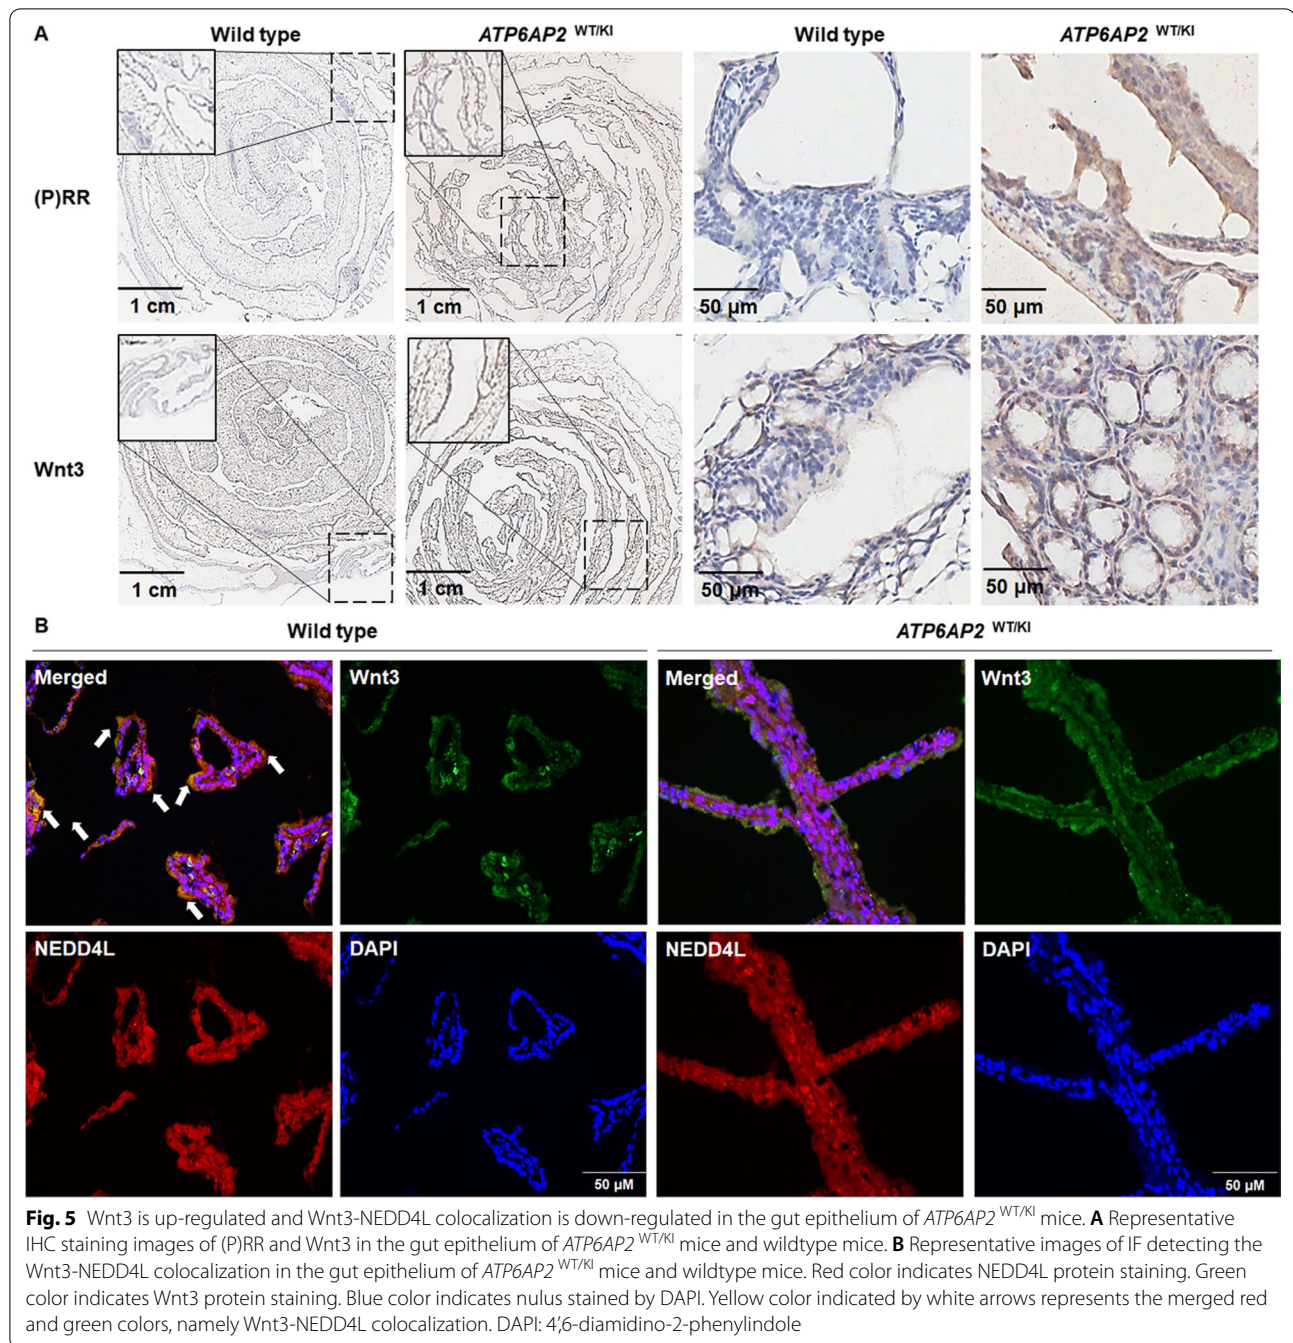 A
Wild type
ATP6AP2 WT/KI
Wild type
ATP6AP2 WT/KI
(P)RR
1 cm
1 cm
50 µm
50 µm
Wnt3
1 cm
1 cm
50 µm
50 µm
B
Wild type
ATP6AP2 WT/KI
Merged
Wnt3
Merged
Wnt3
NEDD4L
DAPI
NEDD4L
DAPI
50 µM
50 µM
Fig. 5 Wnt3 is up-regulated and Wnt3-NEDD4L colocalization is down-regulated in the gut epithelium of ATP6AP2 WT/KI mice. A Representative
IHC staining images of (P)RR and Wnt3 in the gut epithelium of ATP6AP2 WT/KI mice and wildtype mice. B Representative images of IF detecting the
Wnt3-NEDD4L colocalization in the gut epithelium of ATP6AP2 WT/KI mice and wildtype mice. Red color indicates NEDD4L protein staining. Green
color indicates Wnt3 protein staining. Blue color indicates nulus stained by DAPI. Yellow color indicated by white arrows represents the merged red
and green colors, namely Wnt3-NEDD4L colocalization. DAPI: 4′,6-diamidino-2-phenylindole